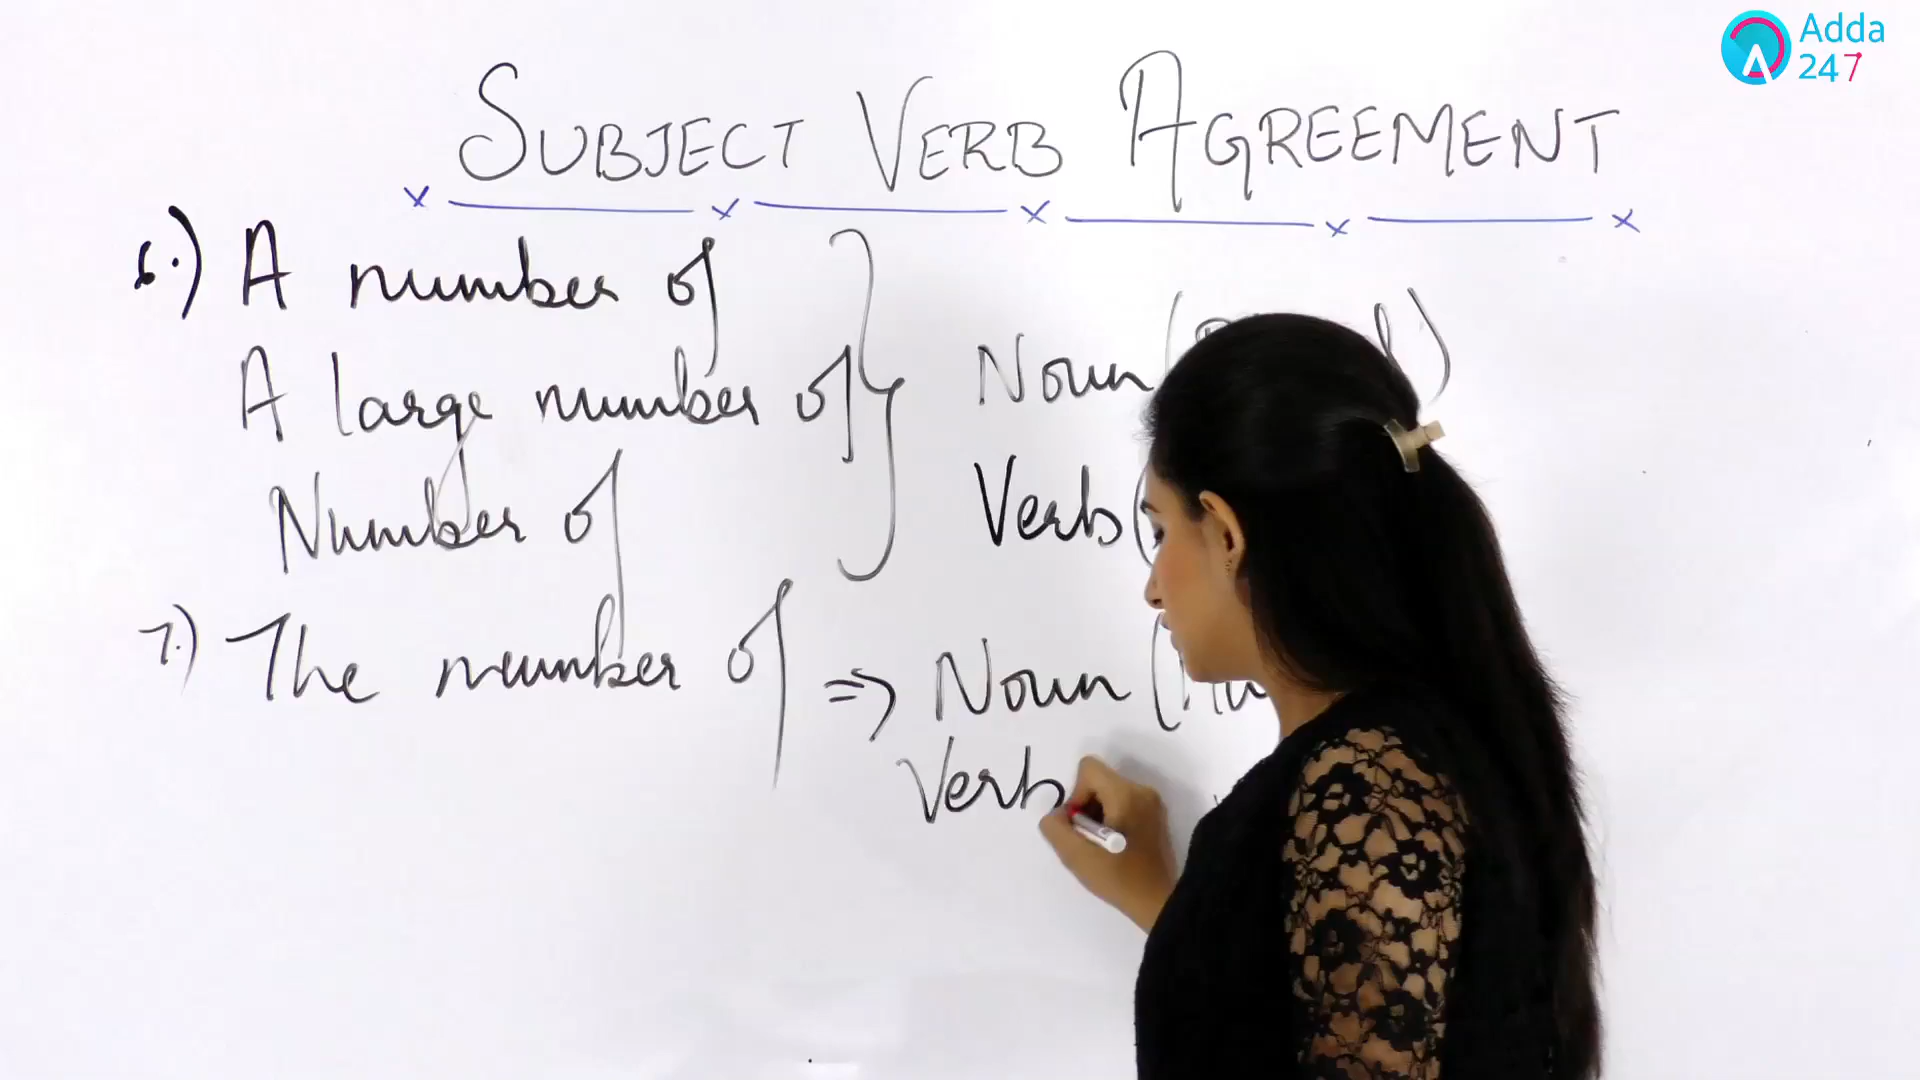 Adda
247
SUBJECT VERB AGREEMENT
6.) A number of
A large number of
Number of
Noun (
Verb (
7.) The number of ⇒ Noun (
Verb